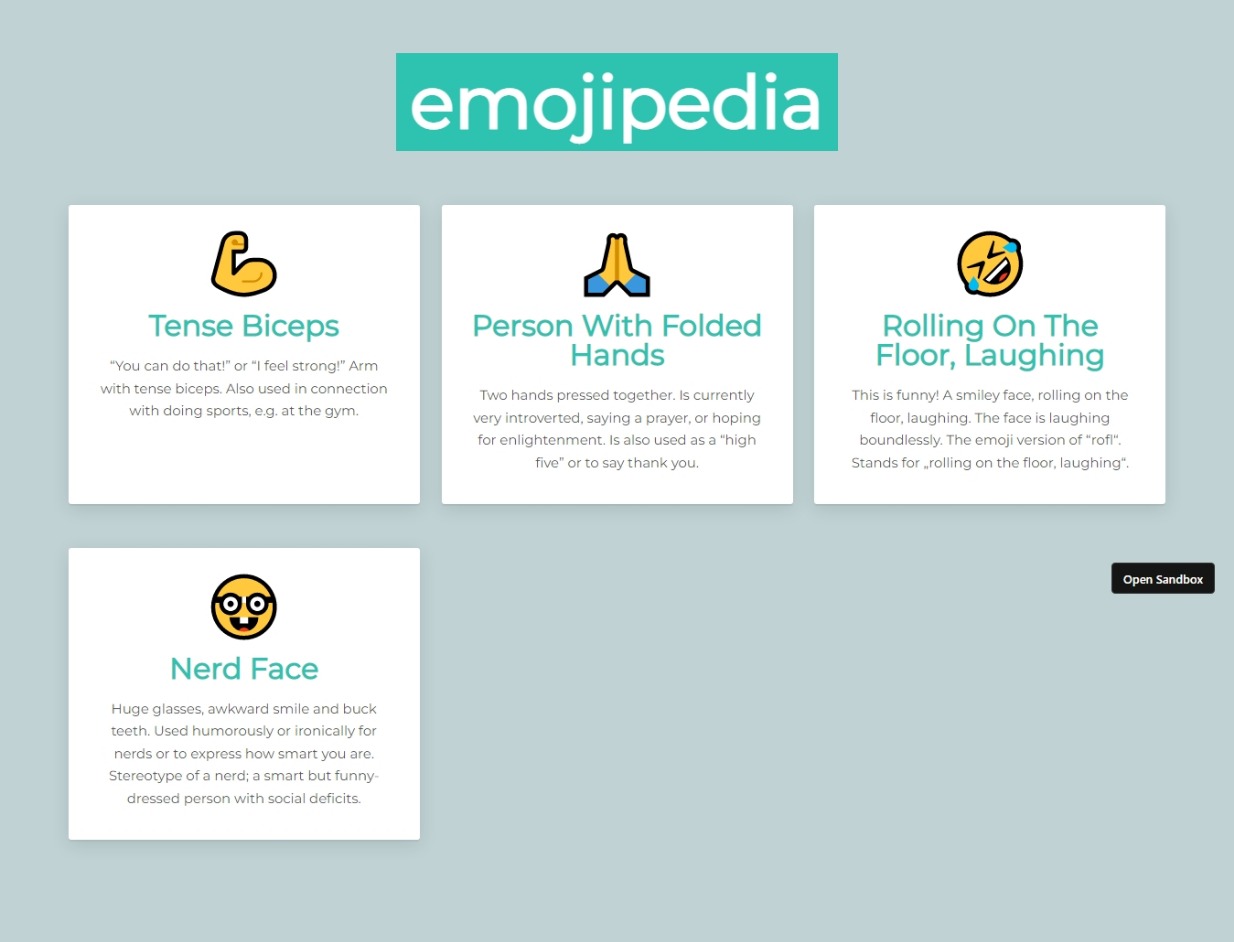 emojipedia
Tense Biceps
“You can do that!” or “I feel strong!” Arm
with tense biceps. Also used in connection
with doing sports, e.g. at the gym.
Person With Folded
Hands
Two hands pressed together. Is currently
very introverted, saying a prayer, or hoping
for enlightenment. Is also used as a “high
five” or to say thank you.
Rolling On The
Floor, Laughing
This is funny! A smiley face, rolling on the
floor, laughing. The face is laughing
boundlessly. The emoji version of “rofl“.
Stands for „rolling on the floor, laughing“.
Nerd Face
Huge glasses, awkward smile and buck
teeth. Used humorously or ironically for
nerds or to express how smart you are.
Stereotype of a nerd; a smart but funny-
dressed person with social deficits.
Open Sandbox